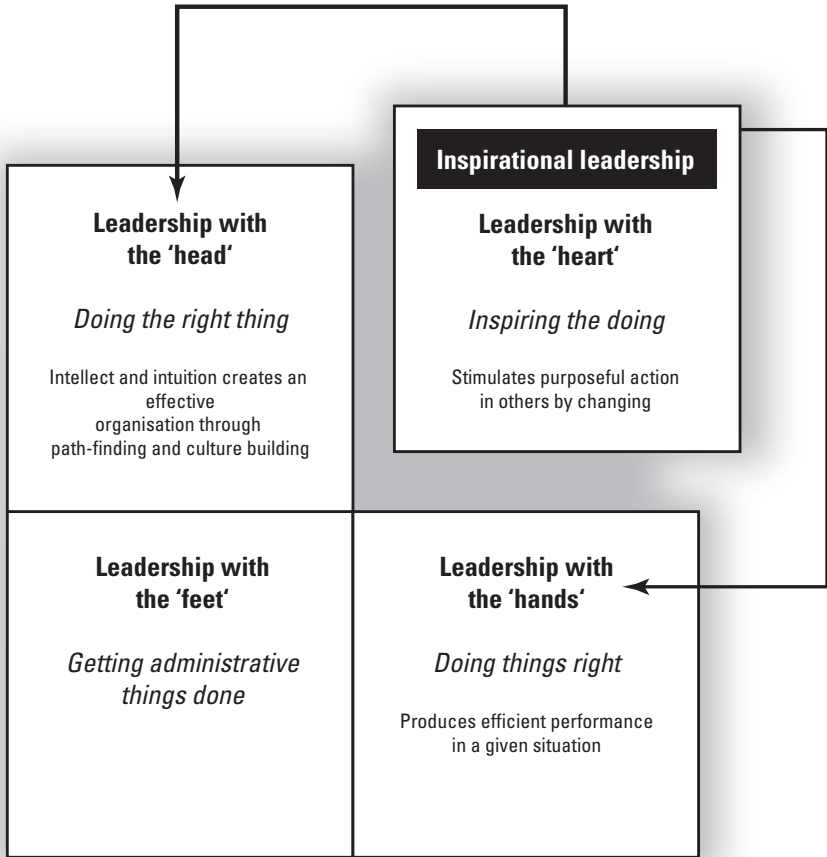 Inspirational leadership
Leadership with
the ‘head‘
Doing the right thing
Intellect and intuition creates an
effective
organisation through
path-finding and culture building
Leadership with
the ‘heart‘
Inspiring the doing
Stimulates purposeful action
in others by changing
Leadership with
the ‘feet‘
Getting administrative
things done
Leadership with
the ‘hands‘
Doing things right
Produces efficient performance
in a given situation